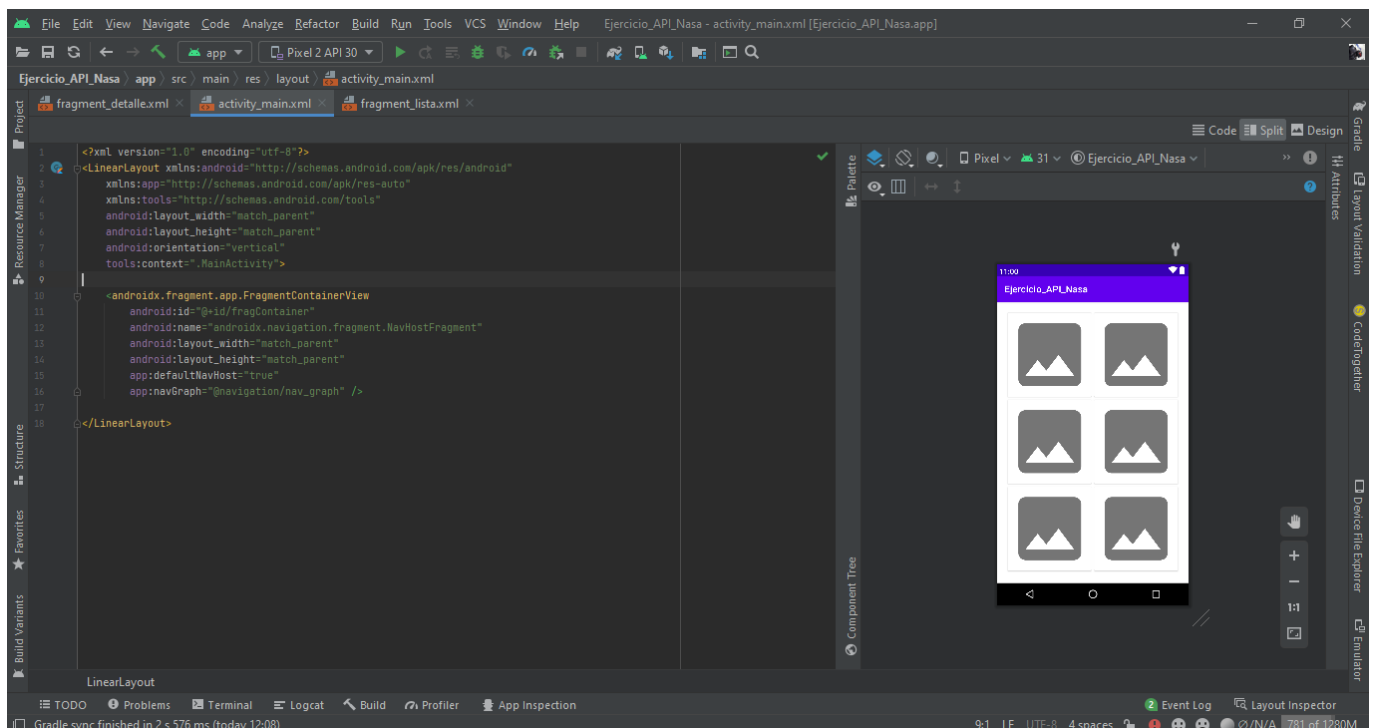 File Edit View Navigate Code Analyze Refactor Build Run Tools VCS Window Help Ejercicio_API_Nasa - activity_main.xml [Ejercicio_API_Nasa.app]
app Pixel 2 API 30
Ejercicio_API_Nasa app src main res layout activity_main.xml
fragment_detalle.xml activity_main.xml fragment_lista.xml
Code Split Design
Project
Resource Manager
Structure
Favorites
Build Variants
1 <?xml version="1.0" encoding="utf-8"?>
2 <LinearLayout xmlns:android="http://schemas.android.com/apk/res/android"
3 xmlns:app="http://schemas.android.com/apk/res-auto"
4 xmlns:tools="http://schemas.android.com/tools"
5 android:layout_width="match_parent"
6 android:layout_height="match_parent"
7 android:orientation="vertical"
8 tools:context=".MainActivity">
9
10 <androidx.fragment.app.FragmentContainerView
11 android:id="@+id/fragContainer"
12 android:name="androidx.navigation.fragment.NavHostFragment"
13 android:layout_width="match_parent"
14 android:layout_height="match_parent"
15 app:defaultNavHost="true"
16 app:navGraph="@navigation/nav_graph" />
17
18 </LinearLayout>
Palette
Component Tree
Pixel 31 Ejercicio_API_Nasa »
11:00
Ejercicio_API_Nasa
1:1
Attributes
Gradle
Layout Validation
CodeTogether
Device File Explorer
Emulator
LinearLayout
TODO Problems Terminal Logcat Build Profiler App Inspection 2 Event Log Layout Inspector
Gradle sync finished in 2 s 576 ms (today 12:08) 9:1 LF UTF-8 4 spaces Ø/N/A 781 of 1280M